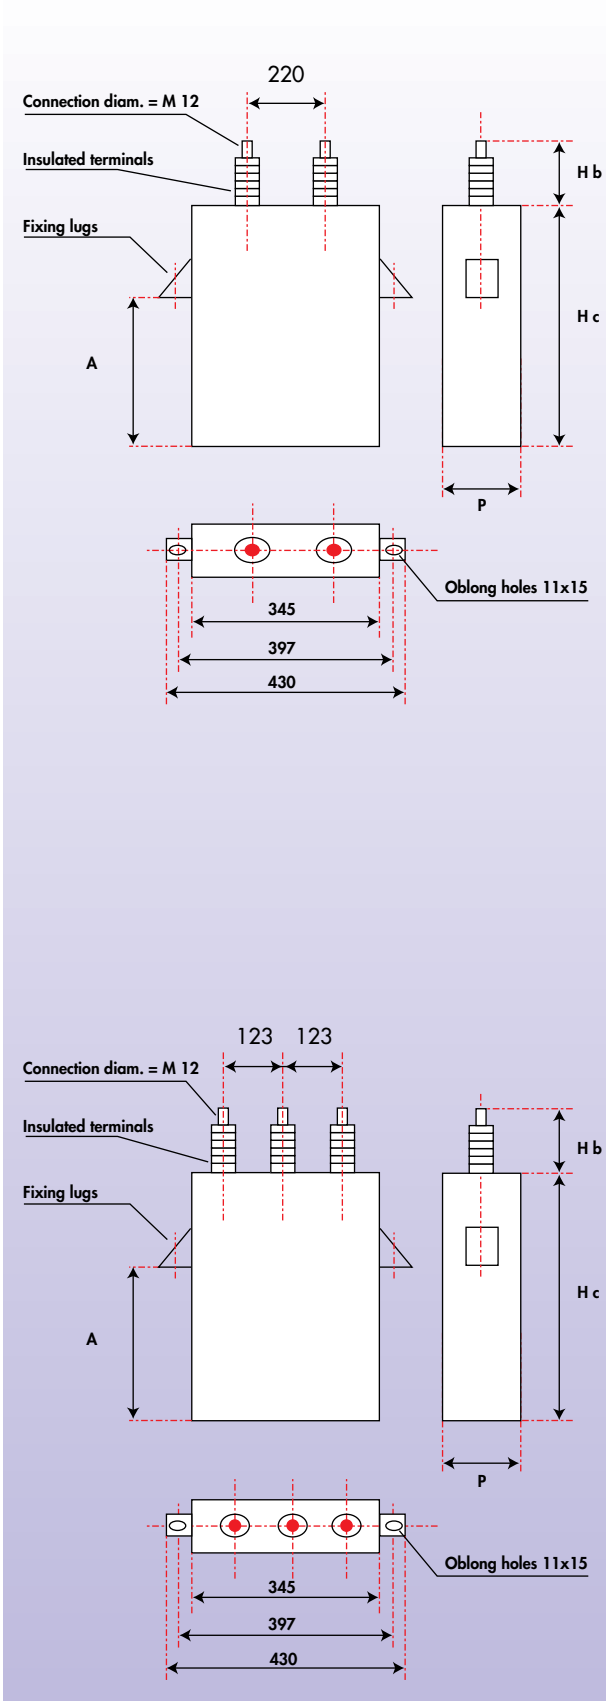 220
Connection diam. = M 12
Insulated terminals
H b
Fixing lugs
H c
A
P
Oblong holes 11x15
345
397
430
123 123
Connection diam. = M 12
Insulated terminals
H b
Fixing lugs
H c
A
P
Oblong holes 11x15
345
397
430